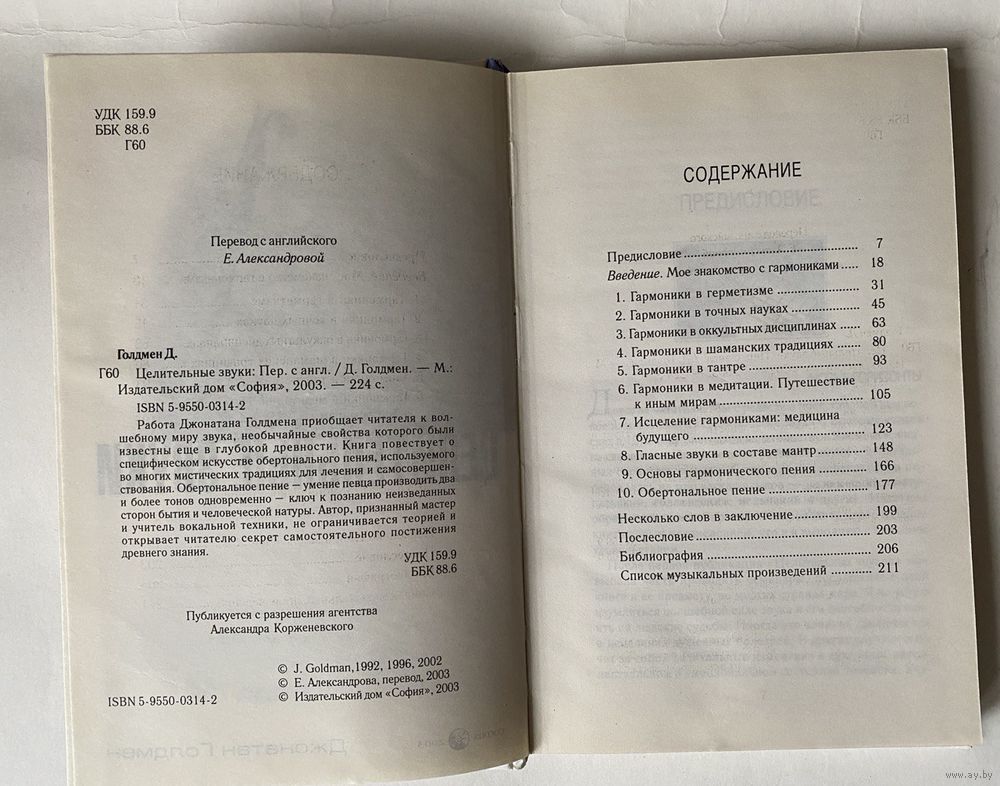 УДК 159.9
ББК 88.6
Г60
Перевод с английского
Е. Александровой
Голдмен Д.
Г60 Целительные звуки: Пер. с англ. / Д. Голдмен. — М.:
Издательский дом «София», 2003. — 224 с.
ISBN 5-9550-0314-2
Работа Джонатана Голдмена приобщает читателя к вол-
шебному миру звука, необычайные свойства которого были
известны еще в глубокой древности. Книга повествует о
специфическом искусстве обертонального пения, используемого
во многих мистических традициях для лечения и самосовершен-
ствования. Обертональное пение — умение певца производить два
и более тонов одновременно — ключ к познанию неизведанных
сторон бытия и человеческой натуры. Автор, признанный мастер
и учитель вокальной техники, не ограничивается теорией и
открывает читателю секрет самостоятельного постижения
древнего знания.
УДК 159.9
ББК 88.6
Публикуется с разрешения агентства
Александра Корженевского
© J. Goldman, 1992, 1996, 2002
© Е. Александрова, перевод, 2003
ISBN 5-9550-0314-2 © Издательский дом «София», 2003
СОДЕРЖАНИЕ
Предисловие 7
Введение. Мое знакомство с гармониками 18
1. Гармоники в герметизме 31
2. Гармоники в точных науках 45
3. Гармоники в оккультных дисциплинах 63
4. Гармоники в шаманских традициях 80
5. Гармоники в тантре 93
6. Гармоники в медитации. Путешествие
к иным мирам 105
7. Исцеление гармониками: медицина
будущего 123
8. Гласные звуки в составе мантр 148
9. Основы гармонического пения 166
10. Обертональное пение 177
Несколько слов в заключение 199
Послесловие 203
Библиография 206
Список музыкальных произведений 211
www.ay.by